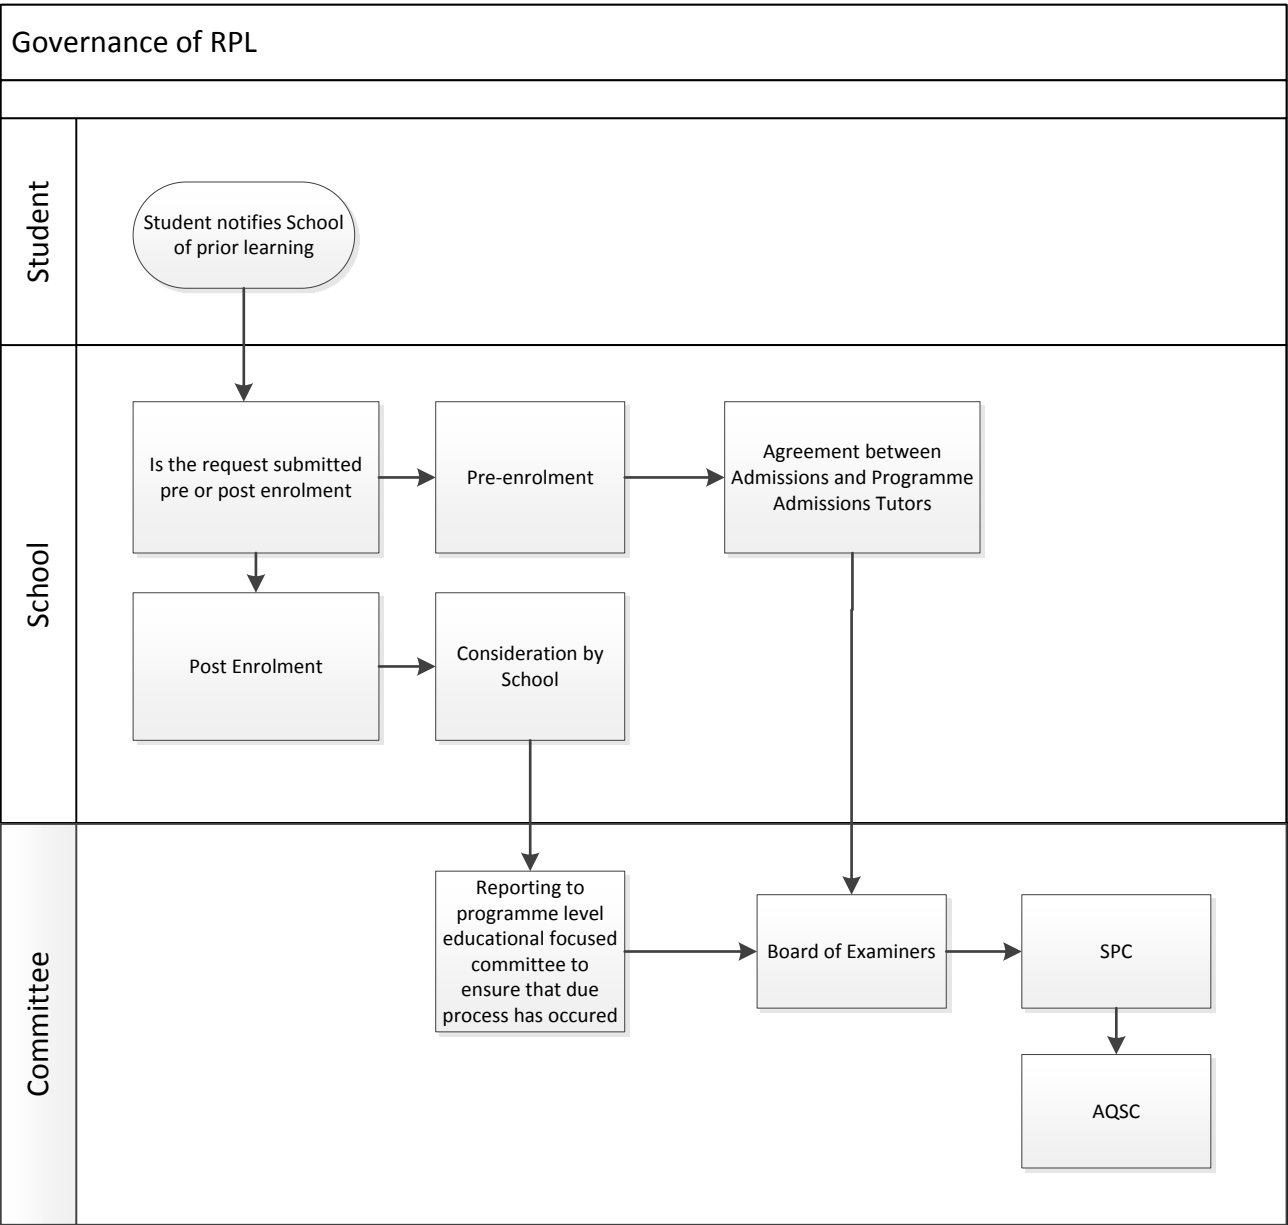 Governance of RPL
Student
Student notifies School
of prior learning
School
Is the request submitted
pre or post enrolment
Pre-enrolment
Agreement between
Admissions and Programme
Admissions Tutors
Post Enrolment
Consideration by
School
Committee
Reporting to
programme level
educational focused
committee to
ensure that due
process has occured
Board of Examiners
SPC
AQSC